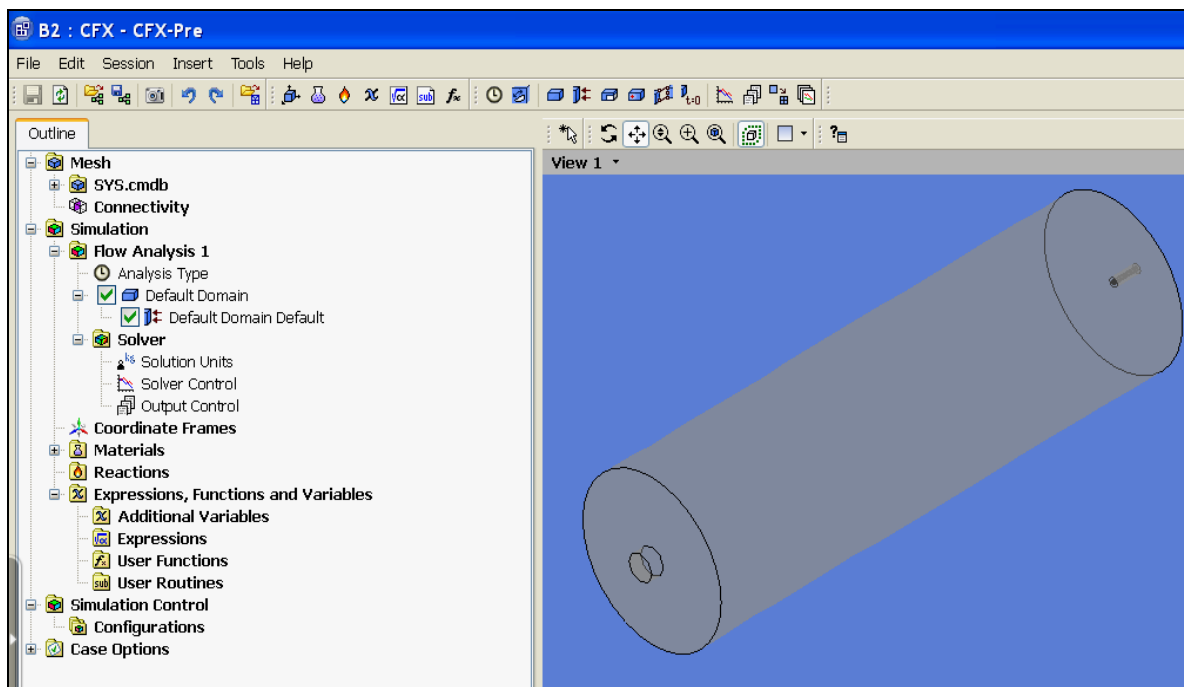 B2 : CFX - CFX-Pre
File Edit Session Insert Tools Help
Outline
Mesh
SYS.cmdb
Connectivity
Simulation
Flow Analysis 1
Analysis Type
Default Domain
Default Domain Default
Solver
Solution Units
Solver Control
Output Control
Coordinate Frames
Materials
Reactions
Expressions, Functions and Variables
Additional Variables
Expressions
User Functions
User Routines
Simulation Control
Configurations
Case Options
View 1